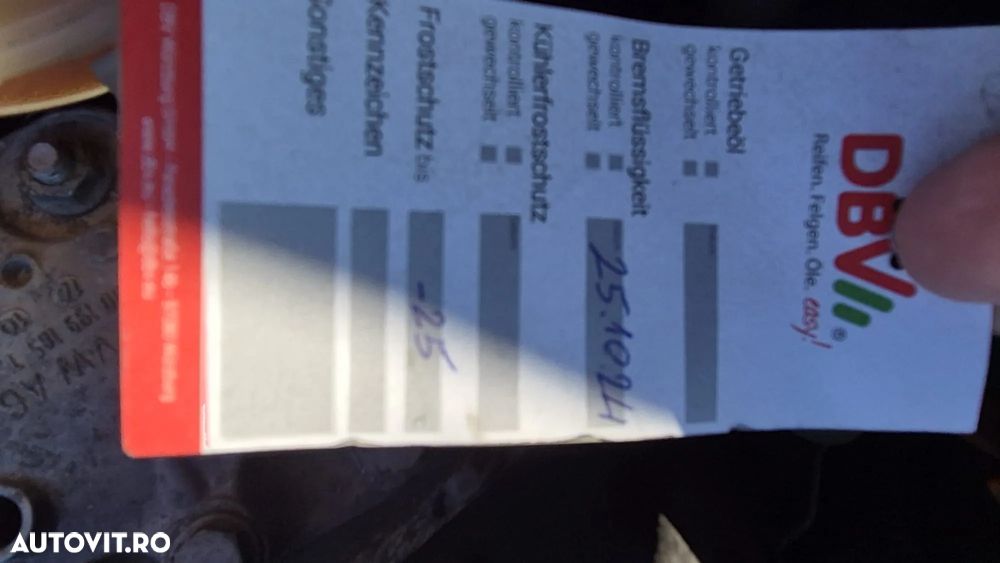 DBV
®
Reifen. Felgen. Öle. easy!
Getriebeöl
kontrolliert
gewechselt
Bremsflüssigkeit
kontrolliert
gewechselt
25.10.24
Kühlerfrostschutz
kontrolliert
gewechselt
Frostschutz bis
-25
Kennzeichen
Sonstiges
AUTOVIT.RO